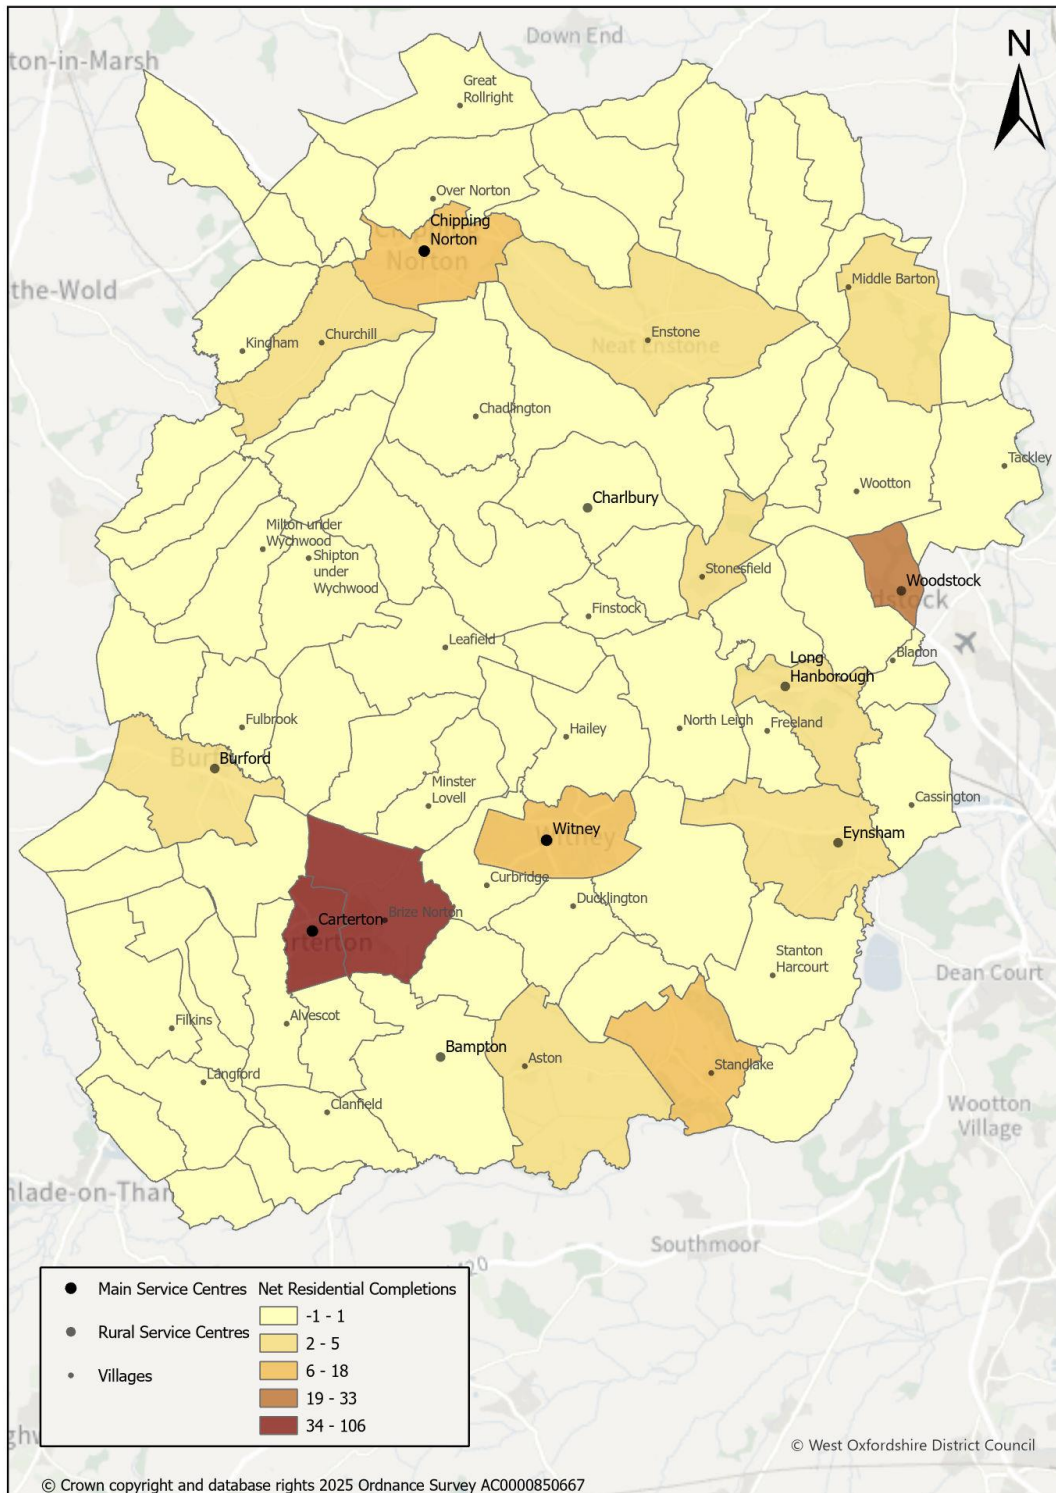 Down End
ton-in-Marsh
N
Great
Rollright
Over Norton
Chipping
Norton
Norton
the-Wold
Middle Barton
Kingham
Churchill
Enstone
Neat Enstone
Chadlington
Tackley
Wootton
Charlbury
Milton under
Wychwood
Shipton
under
Wychwood
Stonesfield
Woodstock
dstock
Finstock
Leafield
Bladon
Long
Hanborough
Fulbrook
Hailey
North Leigh
Freeland
Burford
Bur
Minster
Lovell
Cassington
Witney
Witney
Eynsham
Curbridge
Ducklington
Brize Norton
Carterton
rterton
Stanton
Harcourt
Dean Court
Filkins
Alvescot
Bampton
Aston
Standlake
Langford
Clanfield
Wootton
Village
hlade-on-Than
Southmoor
Main Service Centres
Rural Service Centres
Villages
Net Residential Completions
-1 - 1
2 - 5
6 - 18
19 - 33
34 - 106
© West Oxfordshire District Council
© Crown copyright and database rights 2025 Ordnance Survey AC0000850667